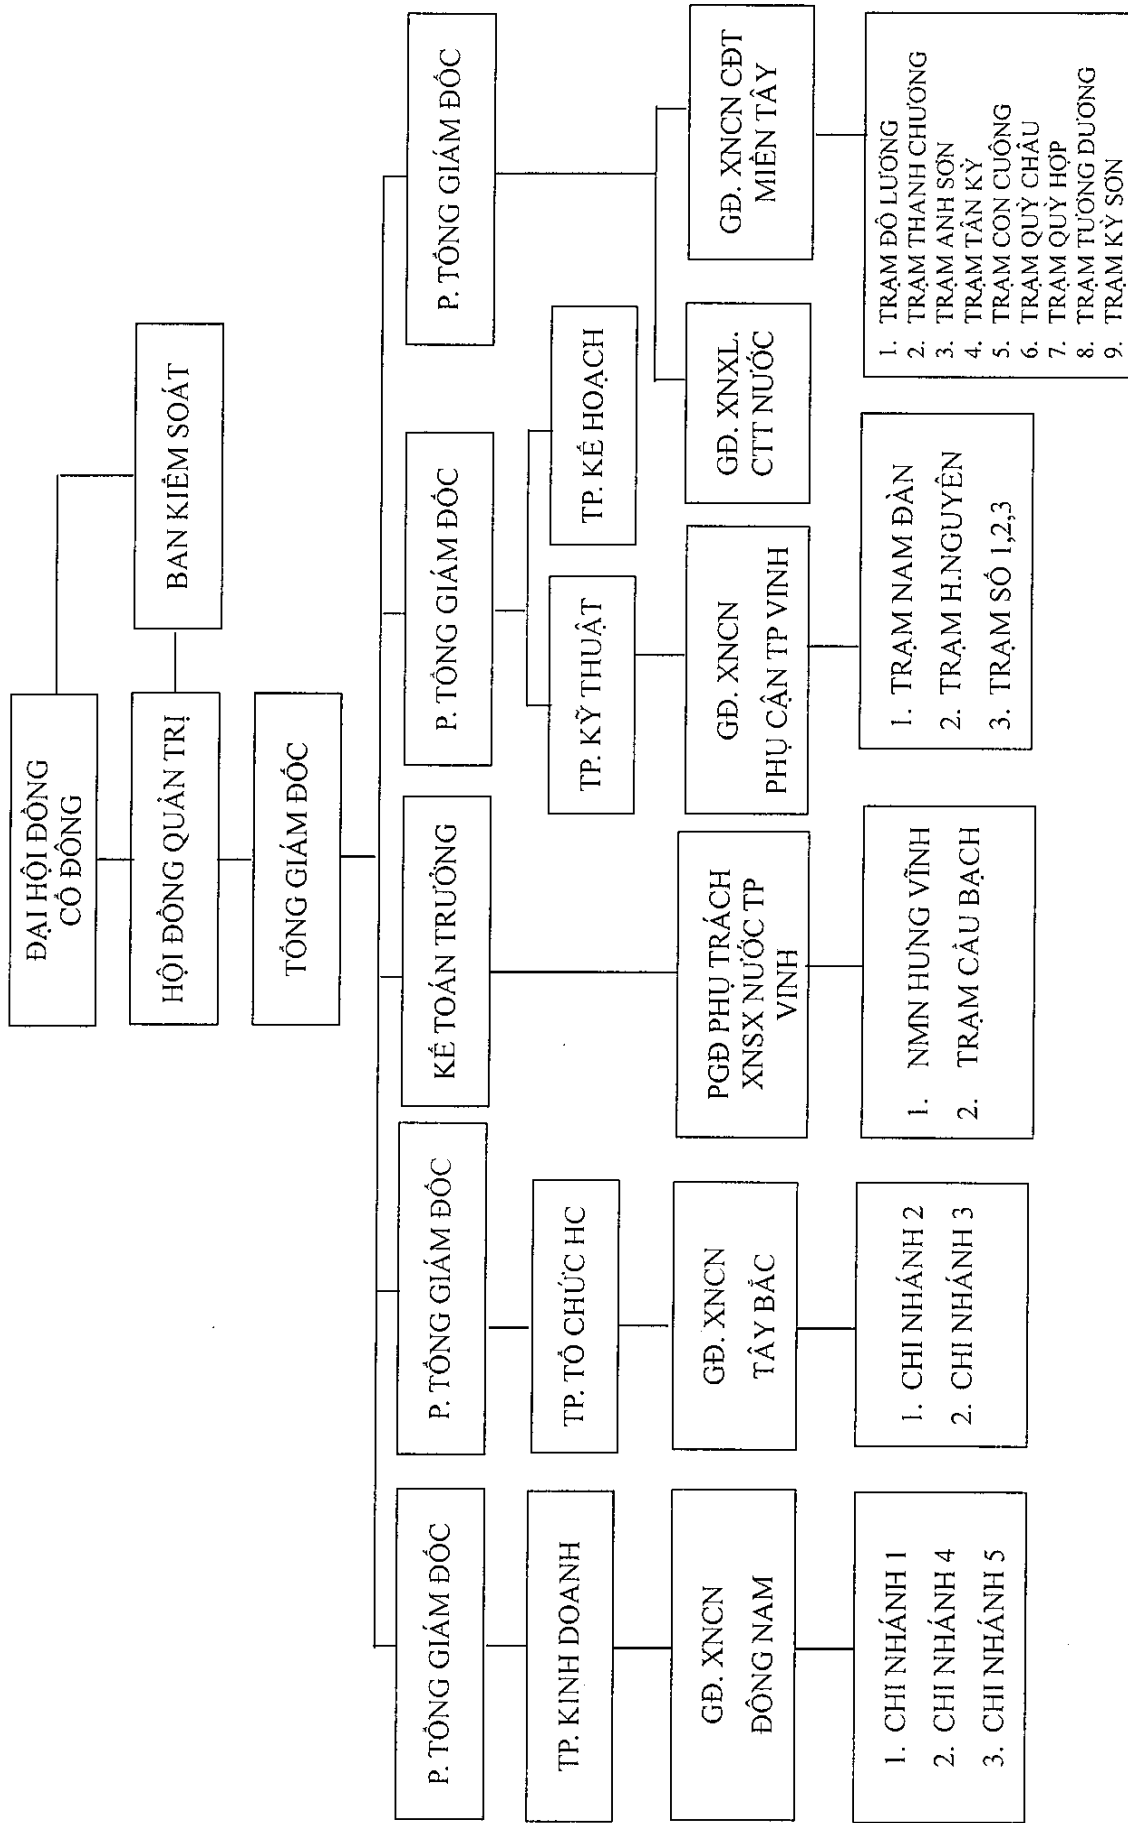 ĐẠI HỘI ĐỒNG
CỔ ĐÔNG
HỘI ĐỒNG QUẢN TRỊ
BAN KIỂM SOÁT
TỔNG GIÁM ĐỐC
P. TỔNG GIÁM ĐỐC
P. TỔNG GIÁM ĐỐC
KẾ TOÁN TRƯỞNG
P. TỔNG GIÁM ĐỐC
P. TỔNG GIÁM ĐỐC
TP. KINH DOANH
TP. TỔ CHỨC HC
TP. KỸ THUẬT
TP. KẾ HOẠCH
GĐ. XNCN
ĐÔNG NAM
GĐ. XNCN
TÂY BẮC
PGĐ PHỤ TRÁCH
XNSX NƯỚC TP
VINH
GĐ. XNCN
PHỤ CẬN TP VINH
GĐ. XNXL.
CTT NƯỚC
GĐ. XNCN CĐT
MIỀN TÂY
1. CHI NHÁNH 1
2. CHI NHÁNH 4
3. CHI NHÁNH 5
1. CHI NHÁNH 2
2. CHI NHÁNH 3
1. NMN HƯNG VĨNH
2. TRẠM CẦU BẠCH
1. TRẠM NAM ĐÀN
2. TRẠM H.NGUYÊN
3. TRẠM SỐ 1,2,3
1. TRẠM ĐÔ LƯƠNG
2. TRẠM THANH CHƯƠNG
3. TRẠM ANH SƠN
4. TRẠM TÂN KỲ
5. TRẠM CON CUÔNG
6. TRẠM QUỲ CHÂU
7. TRẠM QUỲ HỢP
8. TRẠM TƯƠNG DƯƠNG
9. TRẠM KỲ SƠN